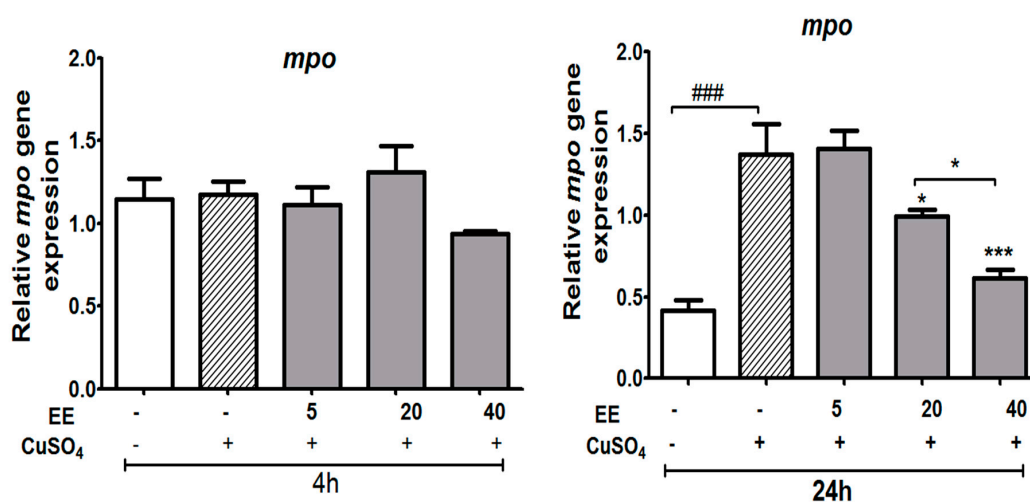 mpo
Relative mpo gene
expression
2.0
1.5
1.0
0.5
0.0
EE - - 5 20 40
CuSO₄ - + + + +
4h
mpo
Relative mpo gene
expression
2.0
1.5
1.0
0.5
0.0
###
*
*
***
EE - - 5 20 40
CuSO₄ - + + + +
24h